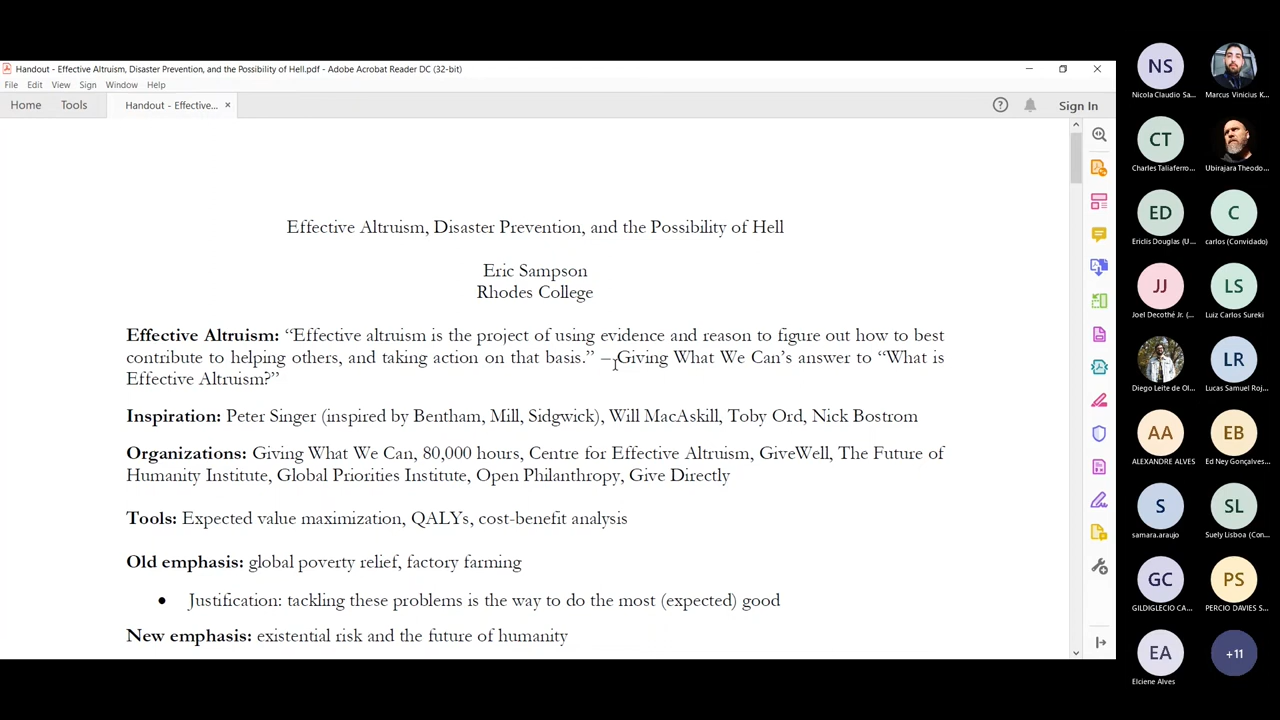 Handout - Effective Altruism, Disaster Prevention, and the Possibility of Hell.pdf - Adobe Acrobat Reader DC (32-bit)
File Edit View Sign Window Help
Home Tools Handout - Effective... × Sign In
Effective Altruism, Disaster Prevention, and the Possibility of Hell
Eric Sampson
Rhodes College
Effective Altruism: “Effective altruism is the project of using evidence and reason to figure out how to best
contribute to helping others, and taking action on that basis.” – Giving What We Can’s answer to “What is
Effective Altruism?”
Inspiration: Peter Singer (inspired by Bentham, Mill, Sidgwick), Will MacAskill, Toby Ord, Nick Bostrom
Organizations: Giving What We Can, 80,000 hours, Centre for Effective Altruism, GiveWell, The Future of
Humanity Institute, Global Priorities Institute, Open Philanthropy, Give Directly
Tools: Expected value maximization, QALYs, cost-benefit analysis
Old emphasis: global poverty relief, factory farming
• Justification: tackling these problems is the way to do the most (expected) good
New emphasis: existential risk and the future of humanity
NS
Nicola Claudio Sa... Marcus Vinicius K...
CT
Charles Taliaferro... Ubirajara Theodo...
ED C
Ericlis Douglas (U... carlos (Convidado)
JJ LS
Joel Decothé Jr. (... Luiz Carlos Sureki
LR
Diego Leite de Ol... Lucas Samuel Roj...
AA EB
ALEXANDRE ALVES Ed Ney Gonçalves...
S SL
samara.araujo Suely Lisboa (Con...
GC PS
GILDIGLECIO CA... PERCIO DAVIES S...
EA +11
Elciene Alves